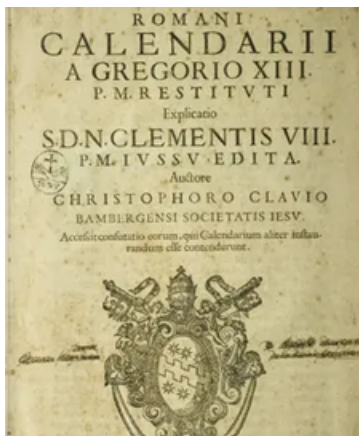 ROMANI
CALENDARII
A GREGORIO XIII.
P. M. RESTITVTI
Explicatio
S. D. N. CLEMENTIS VIII.
P. M. IVSSV EDITA.
Auctore
CHRISTOPHORO CLAVIO
BAMBERGENSI SOCIETATIS IESV.
Accessit confutatio eorum, qui Calendarium aliter instau-
randum esse contenderunt.